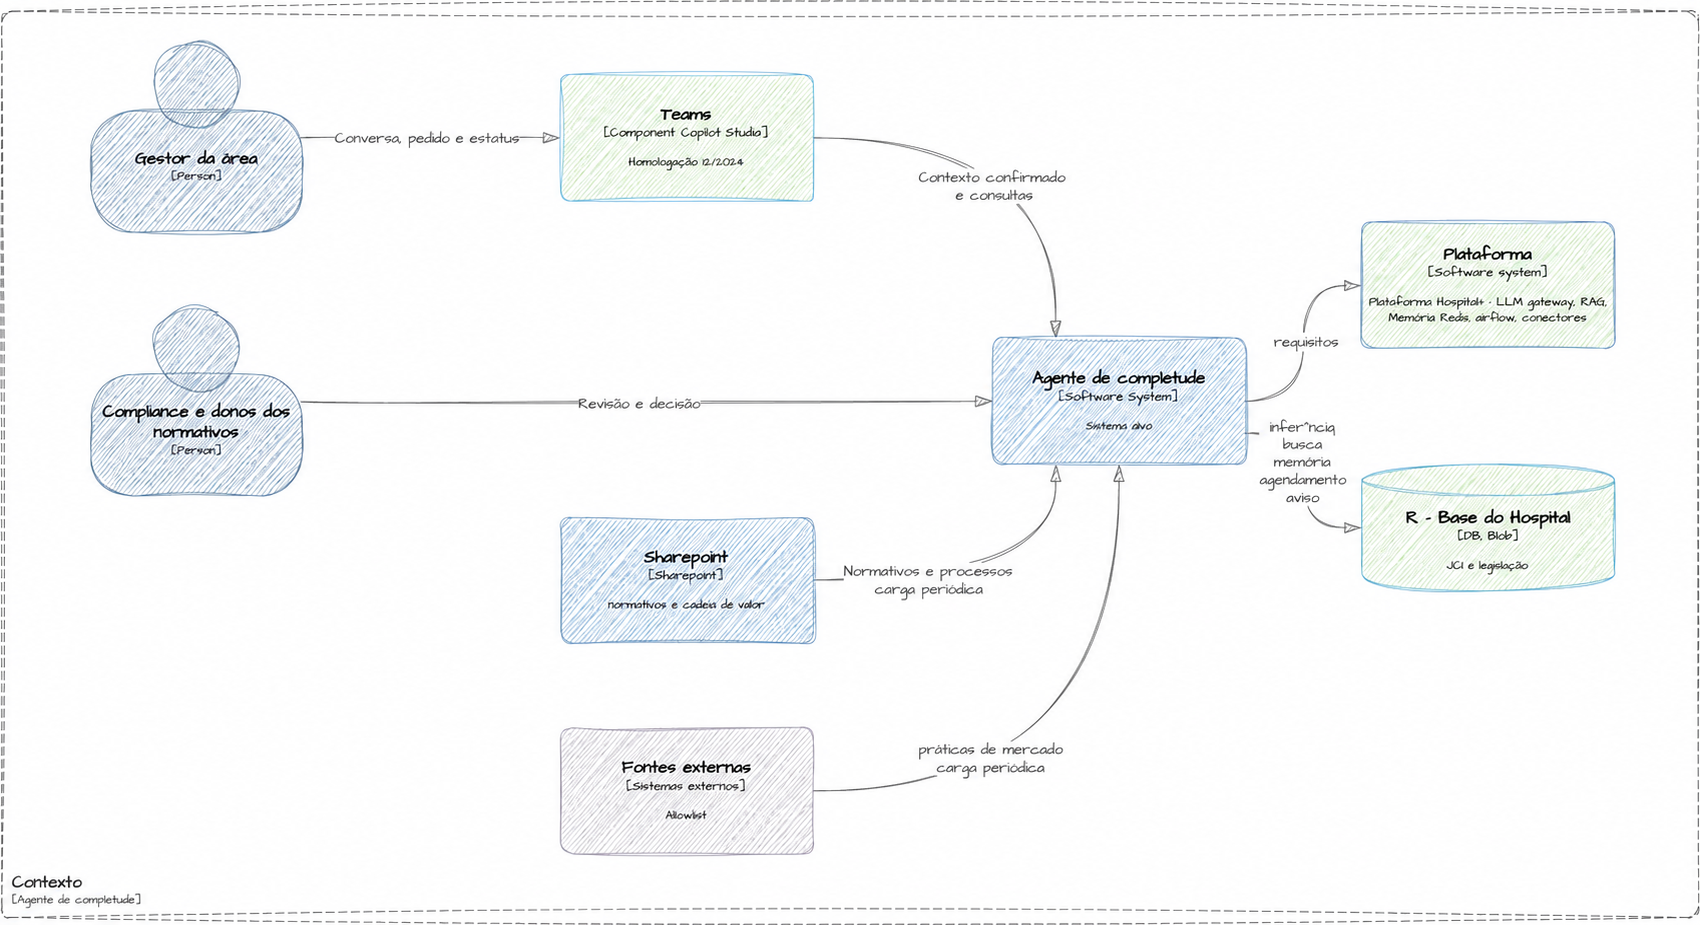 Gestor da área
[Person]
Conversa, pedido e estatus
Teams
[Component Copilot Studio]
Homologação 12/2024
Contexto confirmado
e consultas
Plataforma
[Software system]
Plataforma Hospital+ - LLM gateway, RAG,
Memória Redis, airflow, conectores
requisitos
Compliance e donos dos
normativos
[Person]
Revisão e decisão
Agente de completude
[Software System]
Sistema alvo
infer^ncia
busca
memória
agendamento
aviso
R - Base do Hospital
[DB, Blob]
JCI e legislação
Sharepoint
[Sharepoint]
normativos e cadeia de valor
Normativos e processos
carga periódica
Fontes externas
[Sistemas externos]
Allowlist
práticas de mercado
carga periódica
Contexto
[Agente de completude]